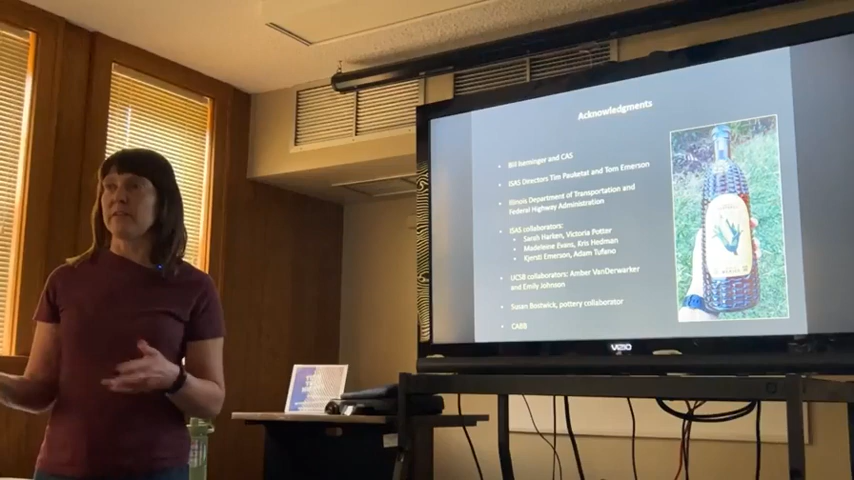 Acknowledgments
• Bill Iseminger and CAS
• ISAS Directors Tim Pauketat and Tom Emerson
• Illinois Department of Transportation and
Federal Highway Administration
• ISAS collaborators:
• Sarah Harken, Victoria Potter
• Madeleine Evans, Kris Hedman
• Kjersti Emerson, Adam Tufano
• UCSB collaborators: Amber VanDerwarker
and Emily Johnson
• Susan Bostwick, pottery collaborator
• CABB
VIZIO